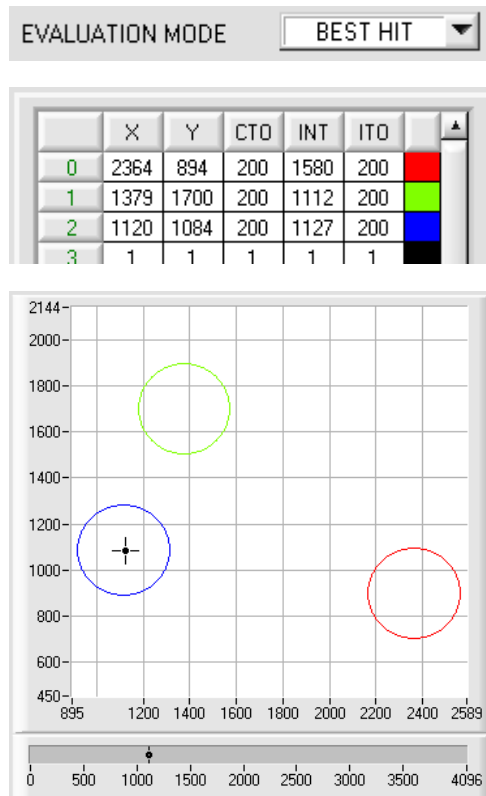 EVALUATION MODE BEST HIT
X Y CTO INT ITO
0 2364 894 200 1580 200
1 1379 1700 200 1112 200
2 1120 1084 200 1127 200
3 1 1 1 1 1
2144
2000
1800
1600
1400
1200
1000
800
600
450
895 1200 1400 1600 1800 2000 2200 2400 2589
0 500 1000 1500 2000 2500 3000 3500 4096